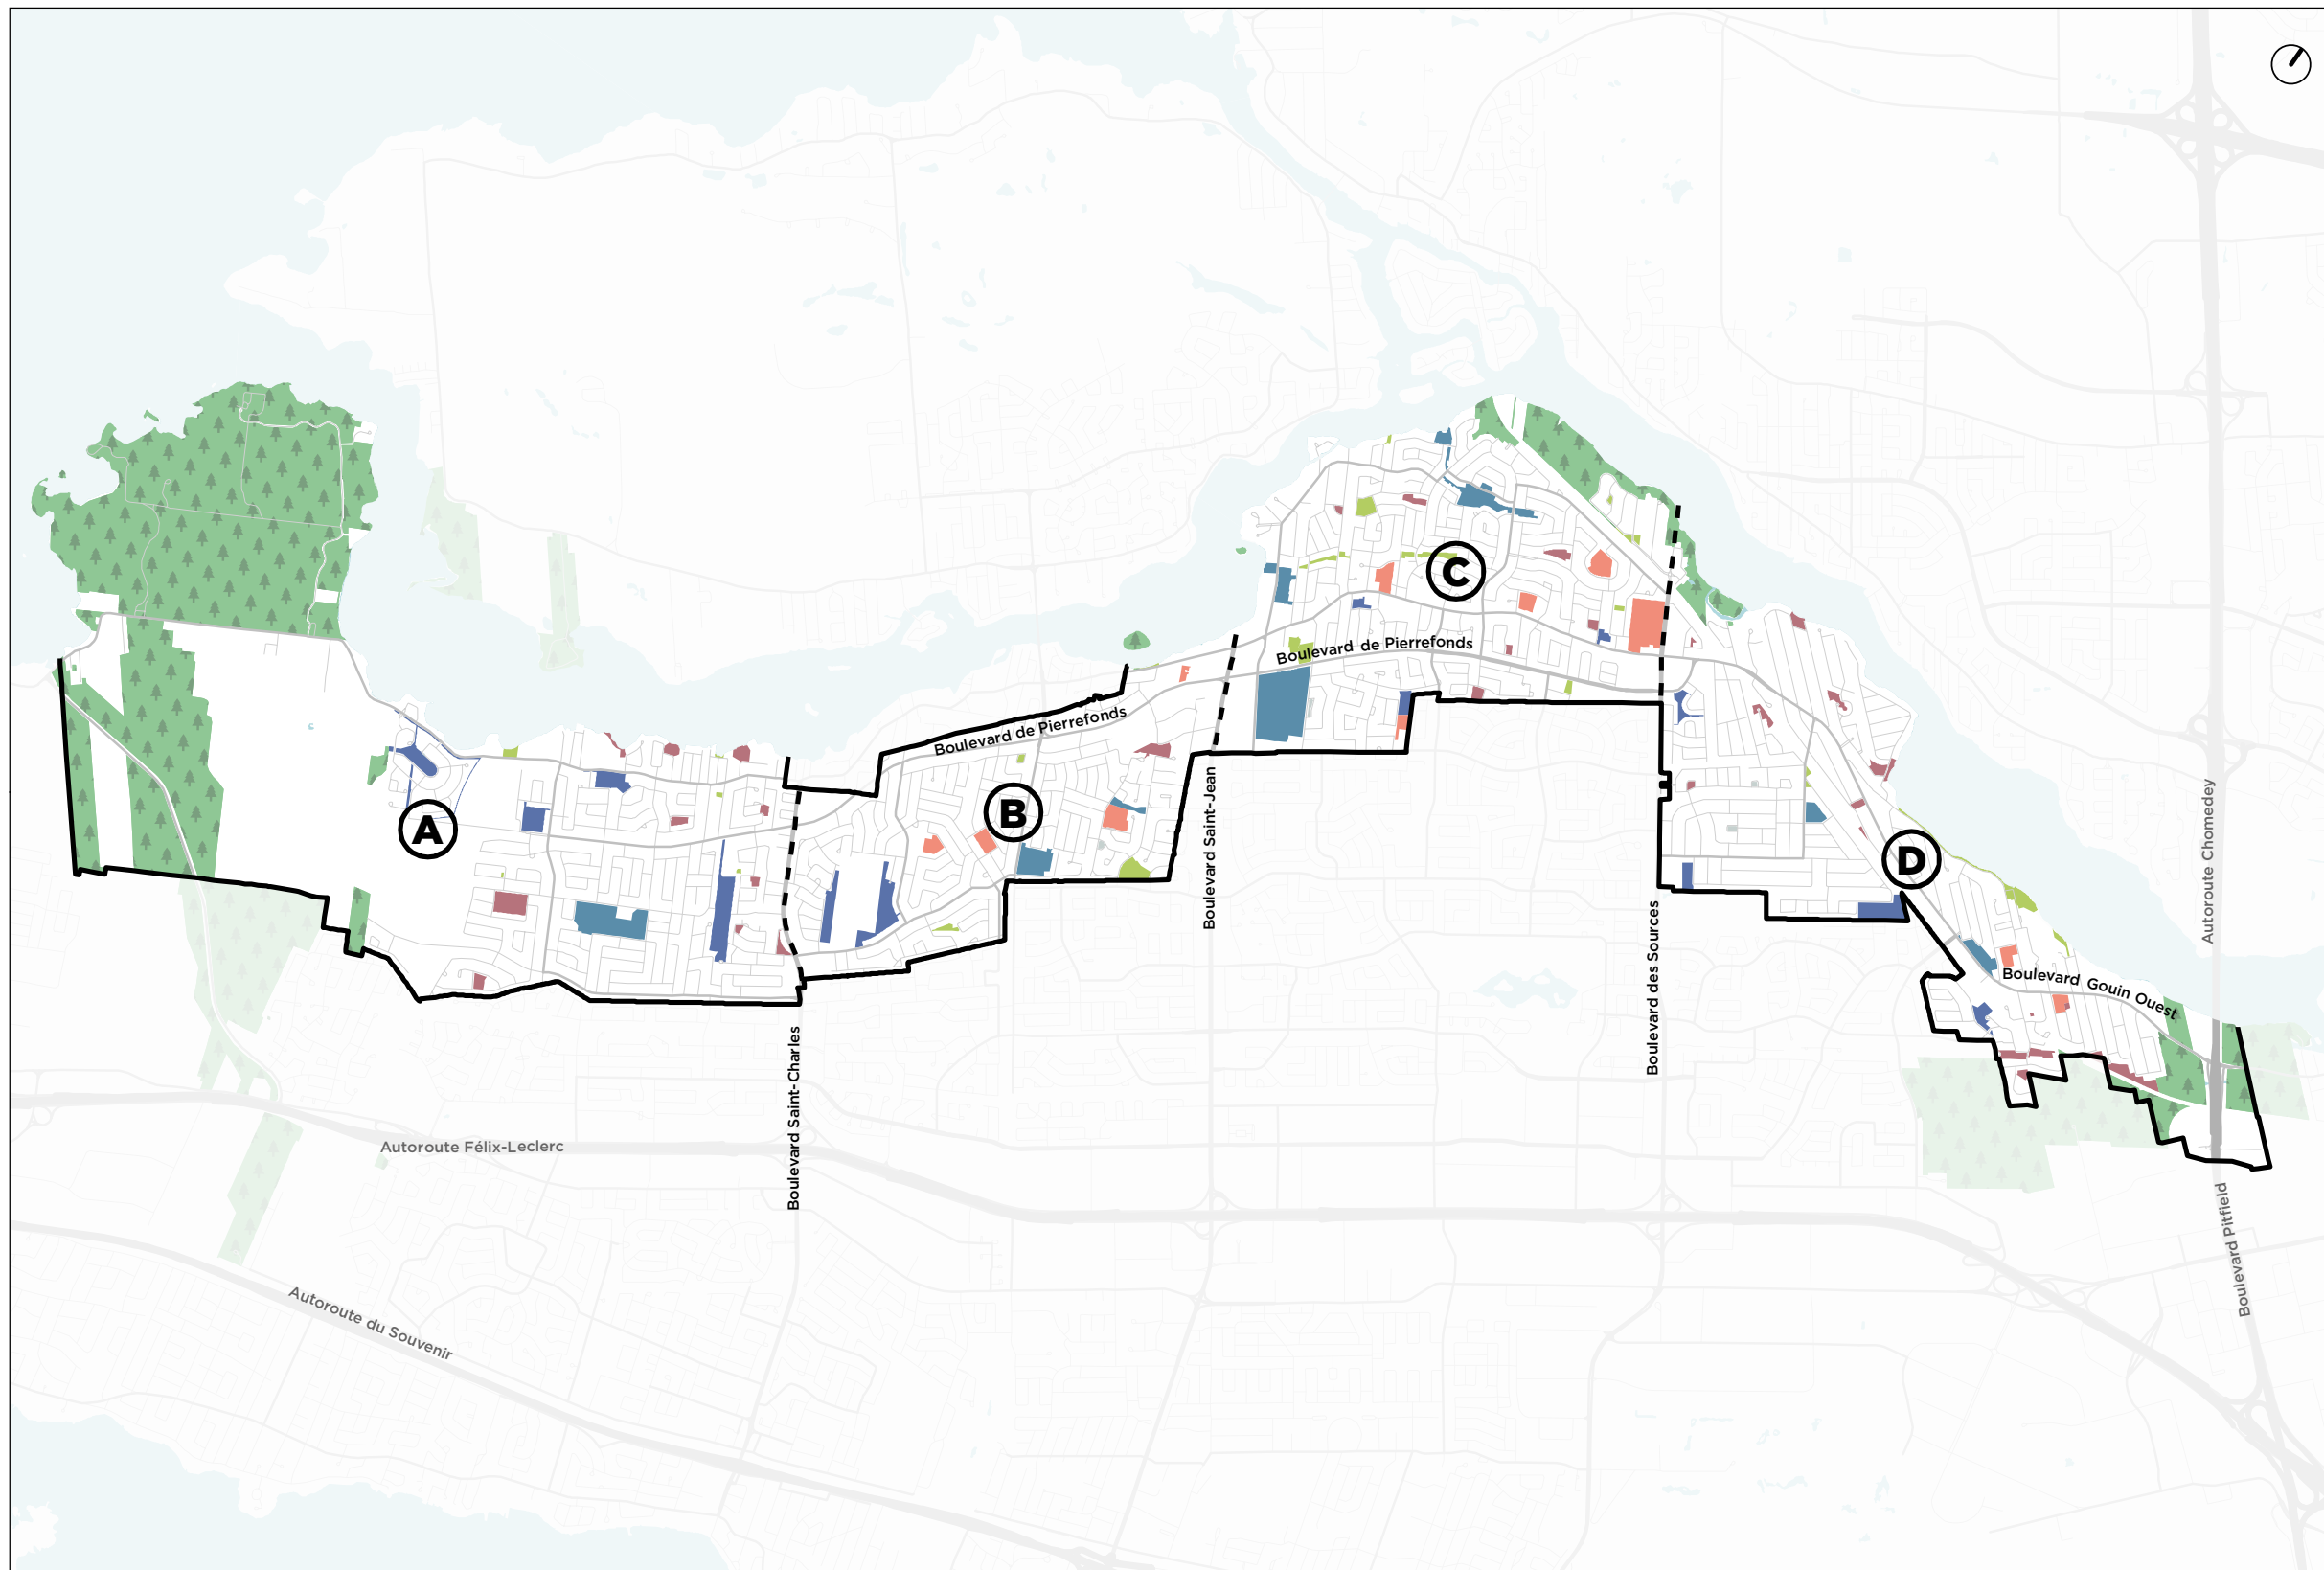 C
Boulevard de Pierrefonds
Boulevard de Pierrefonds
A
B
D
Boulevard Saint-Jean
Autoroute Chomedey
Boulevard des Sources
Boulevard Gouin Ouest
Boulevard Saint-Charles
Autoroute Félix-Leclerc
Boulevard Pitfield
Autoroute du Souvenir